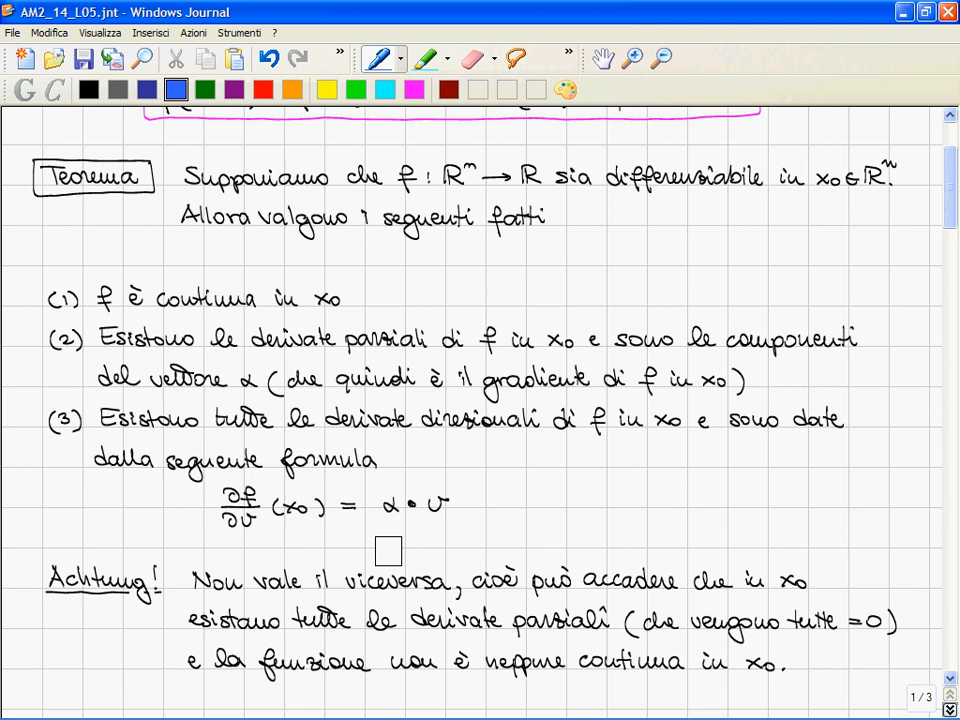 AM2_14_L05.jnt - Windows Journal
File Modifica Visualizza Inserisci Azioni Strumenti ?
Teorema Supponiamo che f : ℝⁿ → ℝ sia differenziabile in x₀ ∈ ℝⁿ.
Allora valgono i seguenti fatti
(1) f è continua in x₀
(2) Esistono le derivate parziali di f in x₀ e sono le componenti
del vettore α (che quindi è il gradiente di f in x₀)
(3) Esistono tutte le derivate direzionali di f in x₀ e sono date
dalla seguente formula
∂f/∂v (x₀) = α • v
Achtung! Non vale il viceversa, cioè può accadere che in x₀
esistano tutte le derivate parziali (che vengono tutte = 0)
e la funzione non è neppure continua in x₀.
1 / 3